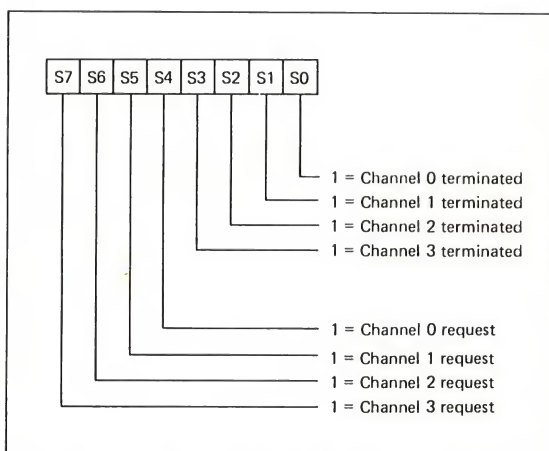 S7 S6 S5 S4 S3 S2 S1 S0
1 = Channel 0 terminated
1 = Channel 1 terminated
1 = Channel 2 terminated
1 = Channel 3 terminated
1 = Channel 0 request
1 = Channel 1 request
1 = Channel 2 request
1 = Channel 3 request